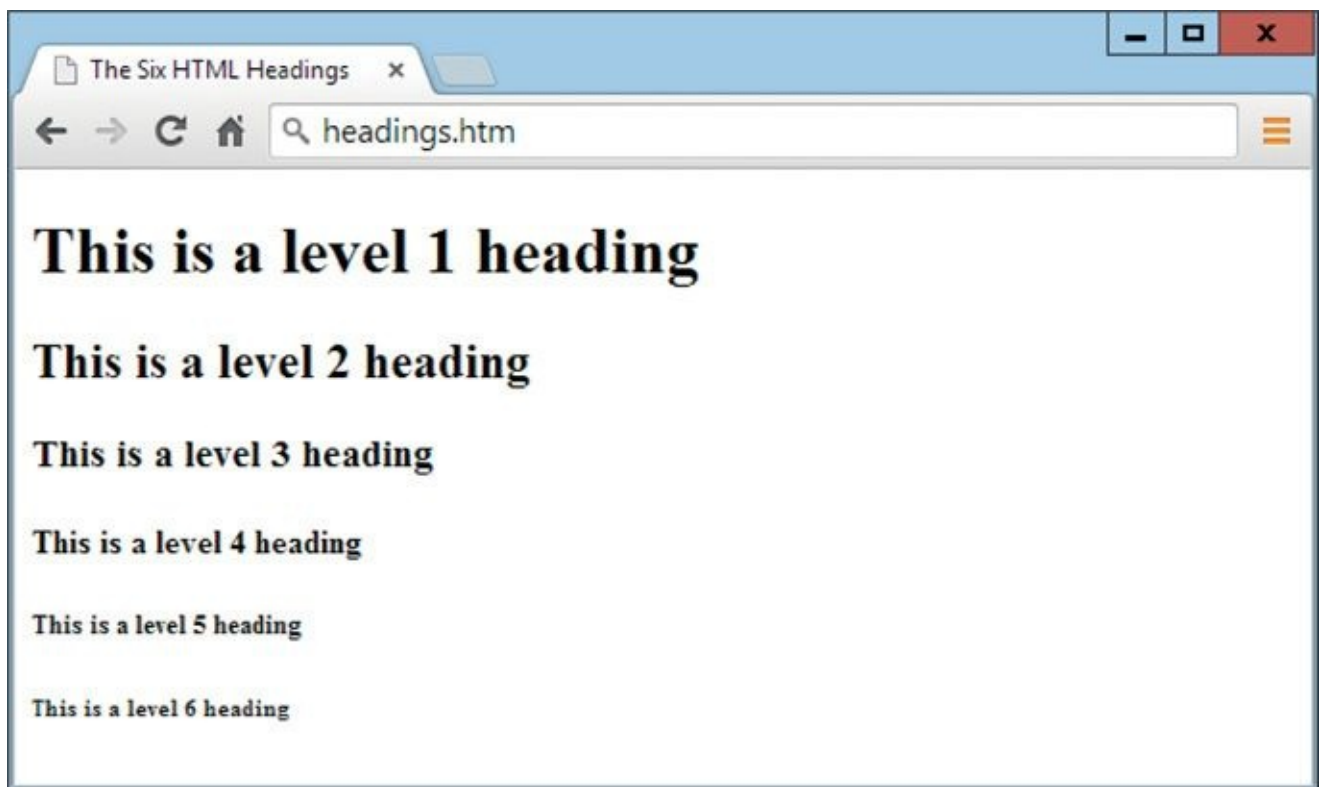 The Six HTML Headings
headings.htm
This is a level 1 heading
This is a level 2 heading
This is a level 3 heading
This is a level 4 heading
This is a level 5 heading
This is a level 6 heading